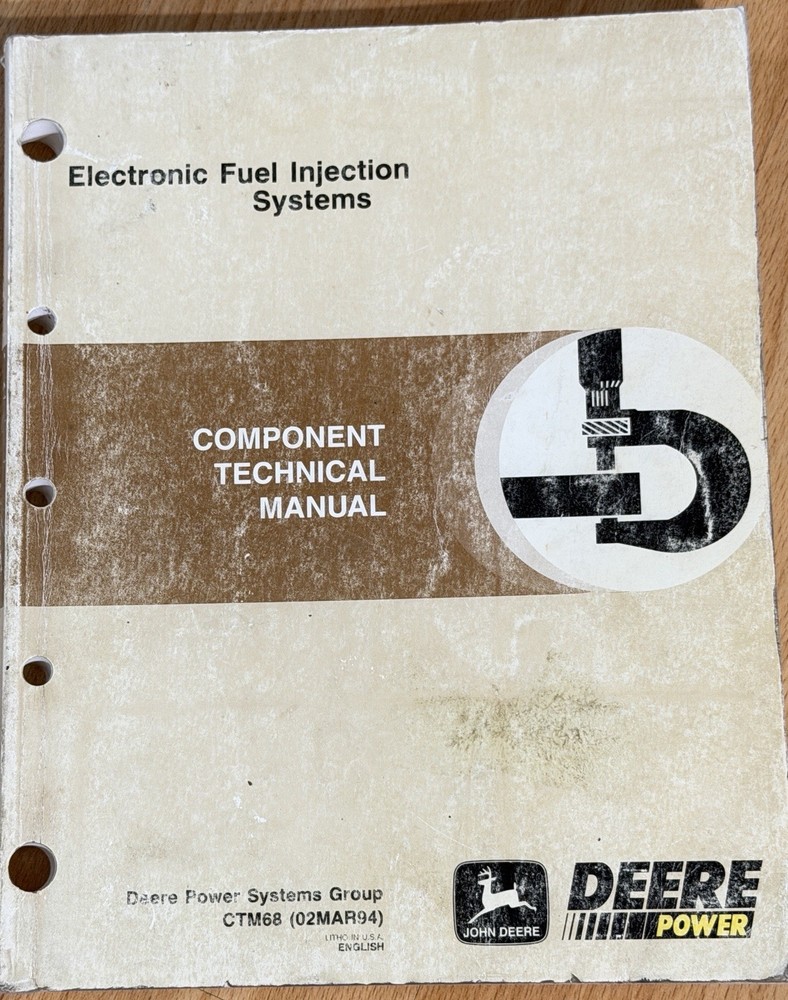 Electronic Fuel Injection
Systems
COMPONENT
TECHNICAL
MANUAL
Deere Power Systems Group
CTM68 (02MAR94)
LITHO IN U.S.A.
ENGLISH
JOHN DEERE
DEERE
POWER